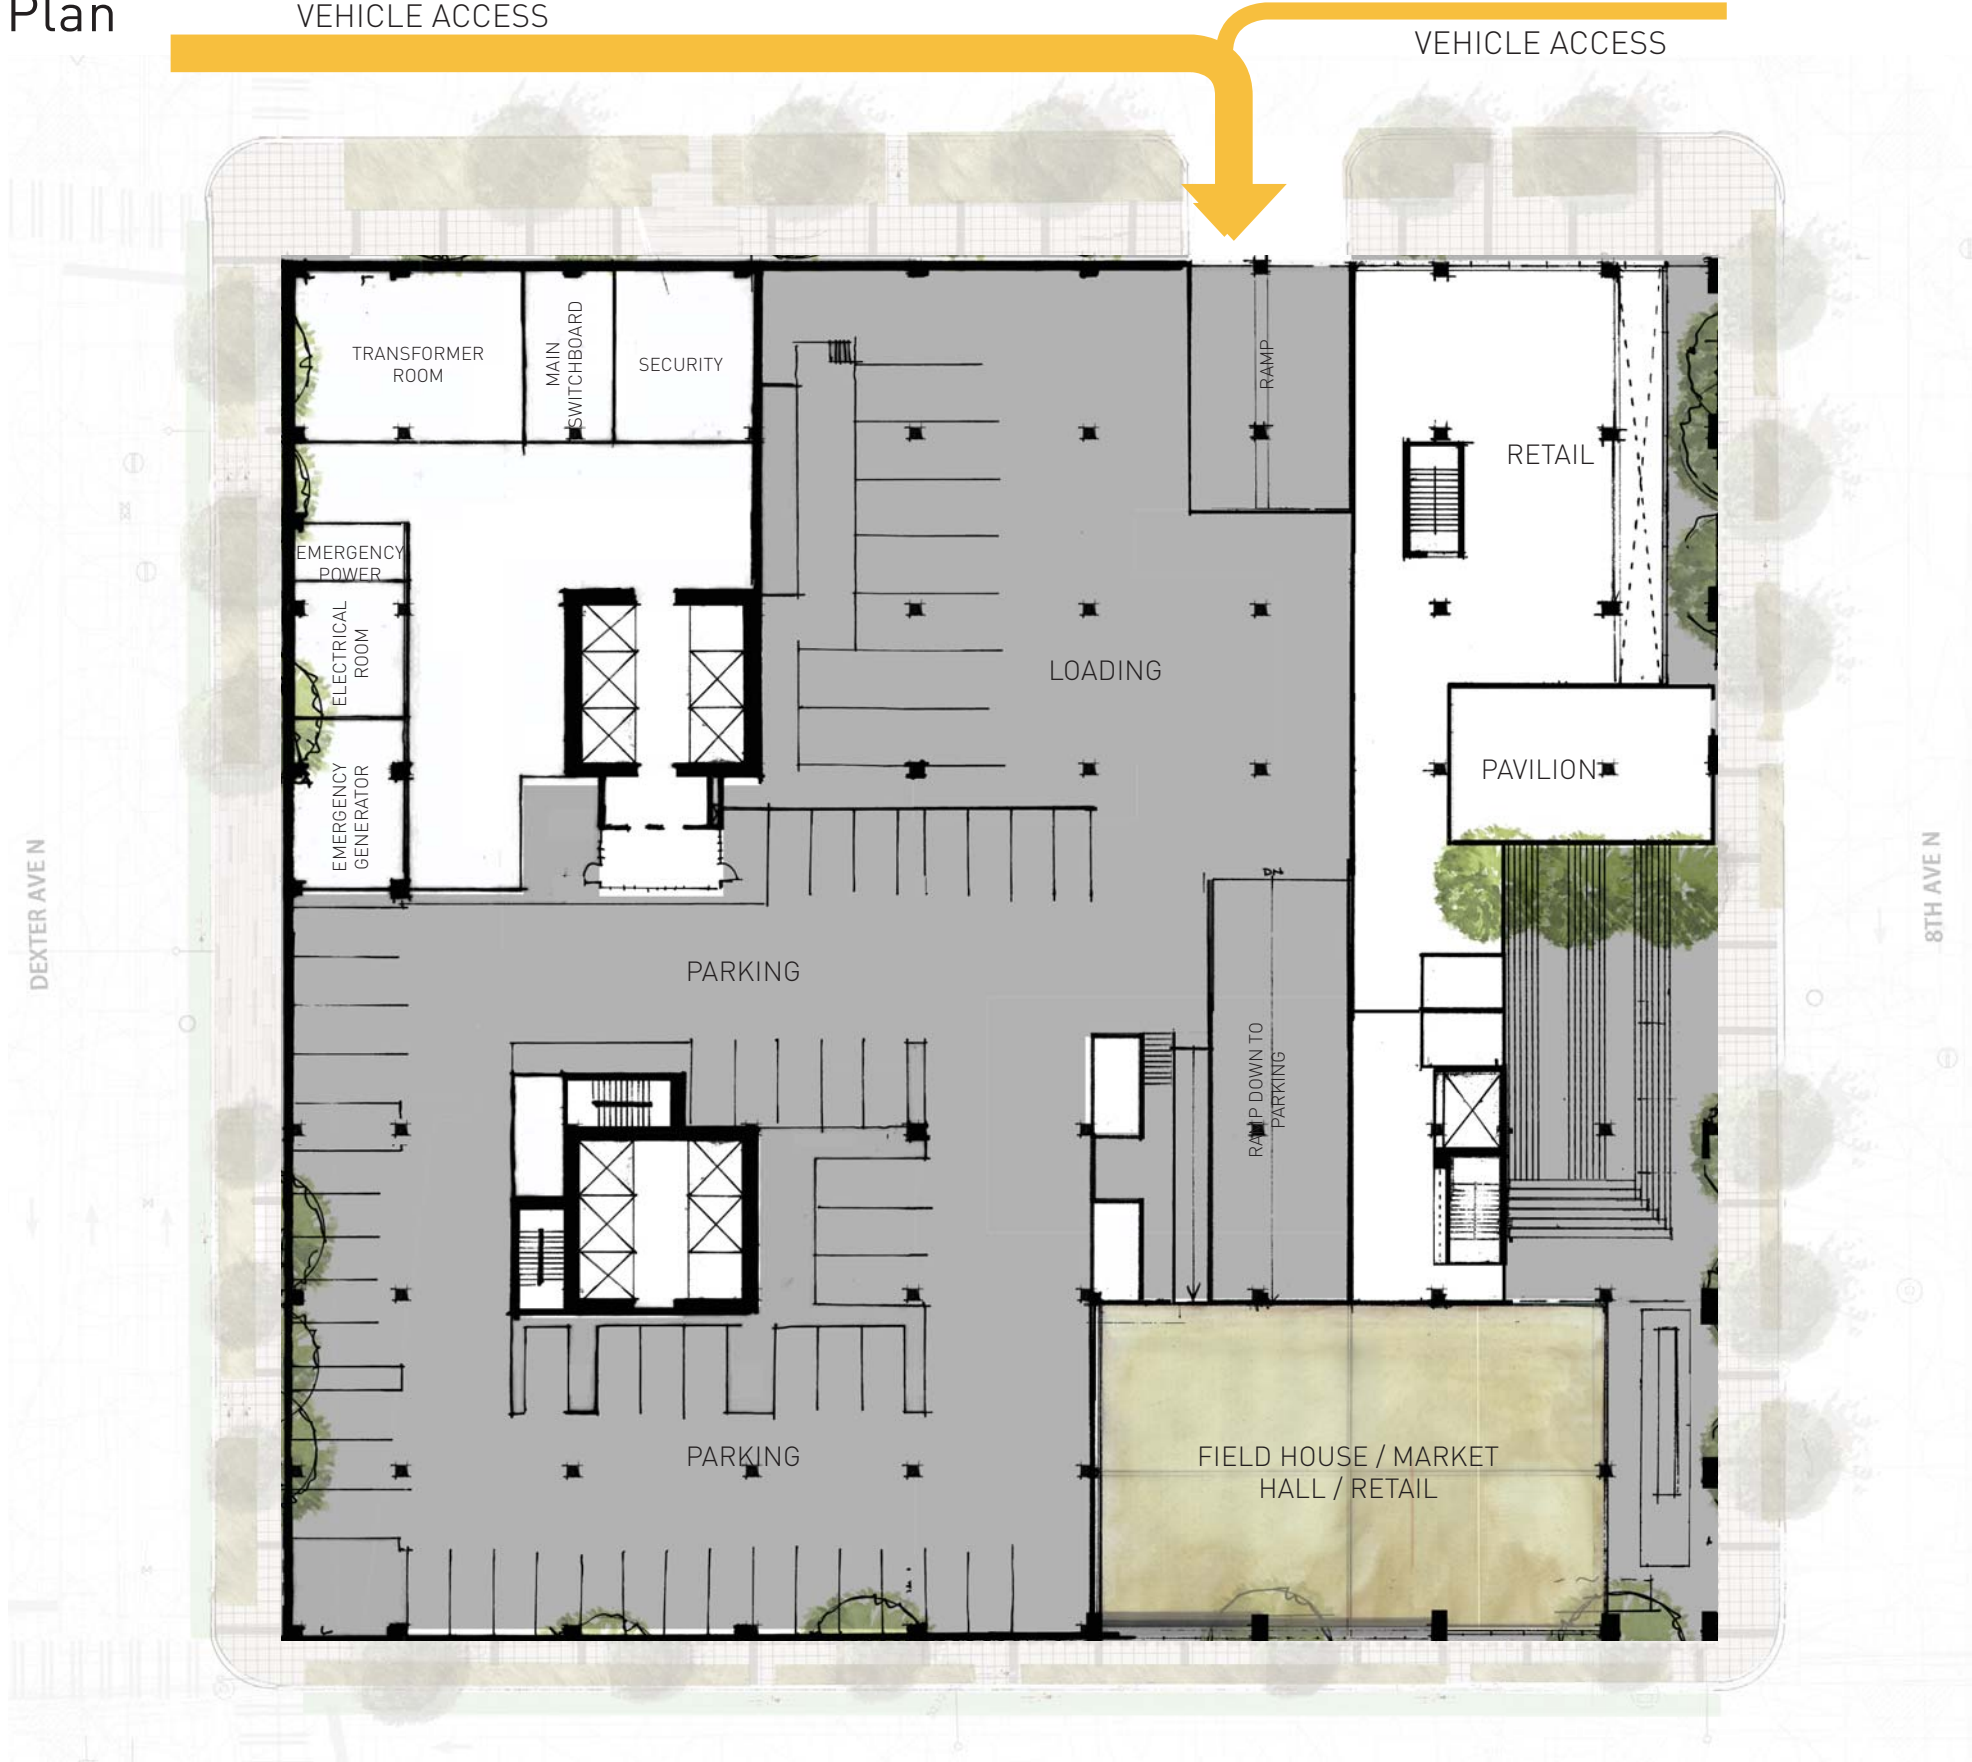 Plan
VEHICLE ACCESS
VEHICLE ACCESS
TRANSFORMER
ROOM
MAIN
SWITCHBOARD
SECURITY
RAMP
RETAIL
EMERGENCY
POWER
ELECTRICAL
ROOM
LOADING
EMERGENCY
GENERATOR
PAVILION
DEXTER AVE N
8TH AVE N
DN
PARKING
RAMP DOWN TO
PARKING
PARKING
FIELD HOUSE / MARKET
HALL / RETAIL